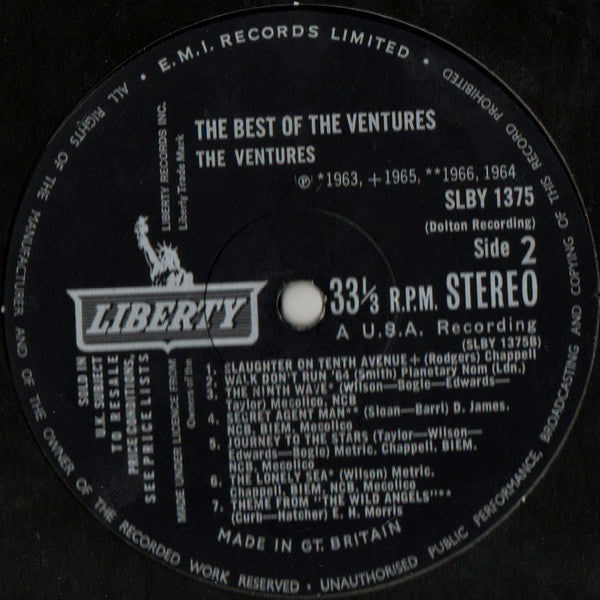 ALL RIGHTS OF THE MANUFACTURER AND OF THE OWNER OF THE RECORDED WORK RESERVED • UNAUTHORISED PUBLIC PERFORMANCE, BROADCASTING AND COPYING OF THIS RECORD PROHIBITED
• E.M.I. RECORDS LIMITED •
LIBERTY RECORDS INC.
Liberty Trade Mark
THE BEST OF THE VENTURES
THE VENTURES
℗ *1963, +1965, **1966, 1964
SLBY 1375
(Dolton Recording)
Side 2
LIBERTY
33⅓ R.P.M. STEREO
A U.S.A. Recording
(SLBY 1375B)
SOLD IN
U.K. SUBJECT
TO RESALE
PRICE CONDITIONS,
SEE PRICE LISTS
MADE UNDER LICENCE FROM
Owners of the
1. SLAUGHTER ON TENTH AVENUE+ (Rodgers) Chappell
2. WALK DON'T RUN '64 (Smith) Planetary Nom (Ldn.)
3. THE NINTH WAVE* (Wilson—Bogle—Edwards—
Taylor) Mecolico, NCB
4. SECRET AGENT MAN** (Sloan—Barri) D. James.
NCB, BIEM, Mecolico
5. JOURNEY TO THE STARS (Taylor—Wilson—
Edwards—Bogle) Metric, Chappell, BIEM,
NCB, Mecolico
6. THE LONELY SEA* (Wilson) Metric.
Chappell, BIEM, NCB, Mecolico
7. THEME FROM "THE WILD ANGELS"**
(Curb—Hatcher) E. H. Morris
MADE IN GT. BRITAIN